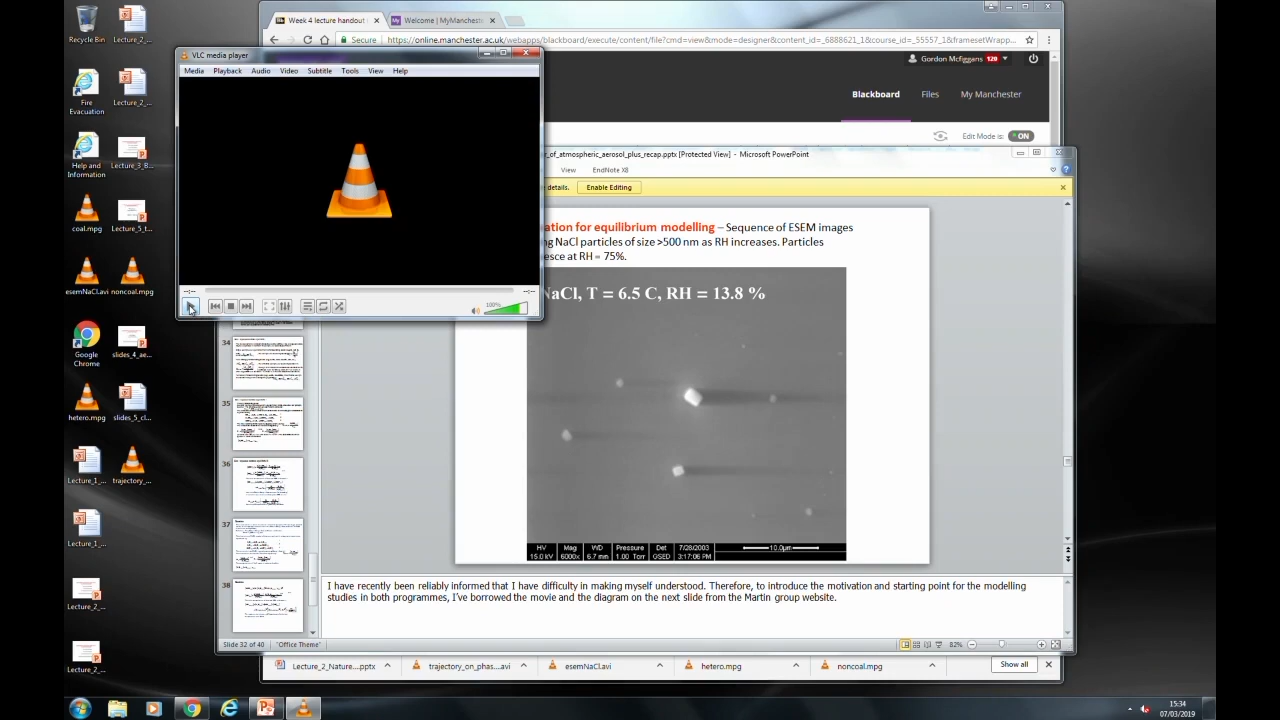 Recycle Bin
Lecture_2_...
Fire Evacuation
Lecture_2_...
Help and Information
Lecture_3_B...
coal.mpg
Lecture_5_t...
esemNaCl.avi
noncoal.mpg
Google Chrome
slides_4_ae...
hetero.mpg
slides_5_cl...
Lecture_1_...
trajectory_...
Lecture_1_...
Lecture_2_...
Lecture_2_...
Week 4 lecture handout
Welcome | MyManchest
Secure
https://online.manchester.ac.uk/webapps/blackboard/execute/content/file?cmd=view&mode=designer&content_id=_6888621_1&course_id=_55557_1&framesetWrapp...
Gordon Mcfiggans 129
Blackboard Files My Manchester
Edit Mode is: ON
VLC media player
Media Playback Audio Video Subtitle Tools View Help
--:-- --:--
100%
g_of_atmospheric_aerosol_plus_recap.pptx [Protected View] - Microsoft PowerPoint
View EndNote X8
details. Enable Editing
ation for equilibrium modelling – Sequence of ESEM images
ng NaCl particles of size >500 nm as RH increases. Particles
esce at RH = 75%.
NaCl, T = 6.5 C, RH = 13.8 %
HV Mag WD Pressure Det 7/28/2003 10.0µm
15.0 kV 6000x 6.7 mm 1.00 Torr GSED 3:17:06 PM
34
35
36
37
38
I have recently been reliably informed that I have difficulty in making myself understood. Therefore, to introduce the motivation and starting point for the modelling
studies in both programmes, I've borrowed the movie and the diagram on the next slide from the Martin group website.
Slide 32 of 40 "Office Theme" 82%
Lecture_2_Nature....pptx trajectory_on_phas....avi esemNaCl.avi hetero.mpg noncoal.mpg Show all
15:34
07/03/2019